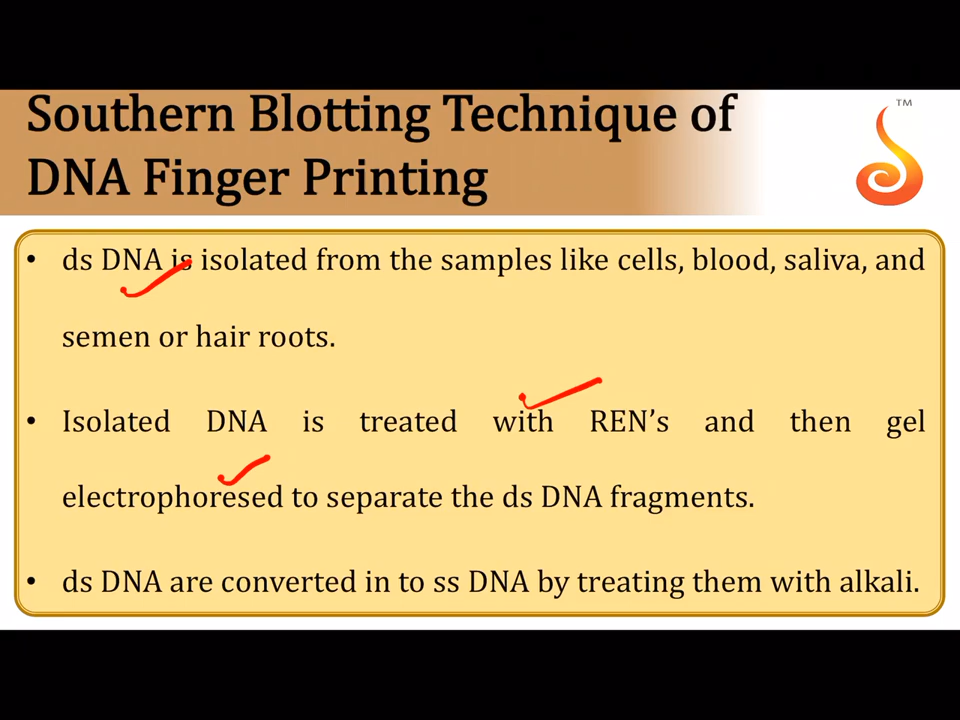 Southern Blotting Technique of
DNA Finger Printing
TM
• ds DNA is isolated from the samples like cells, blood, saliva, and
semen or hair roots.
• Isolated DNA is treated with REN’s and then gel
electrophoresed to separate the ds DNA fragments.
• ds DNA are converted in to ss DNA by treating them with alkali.